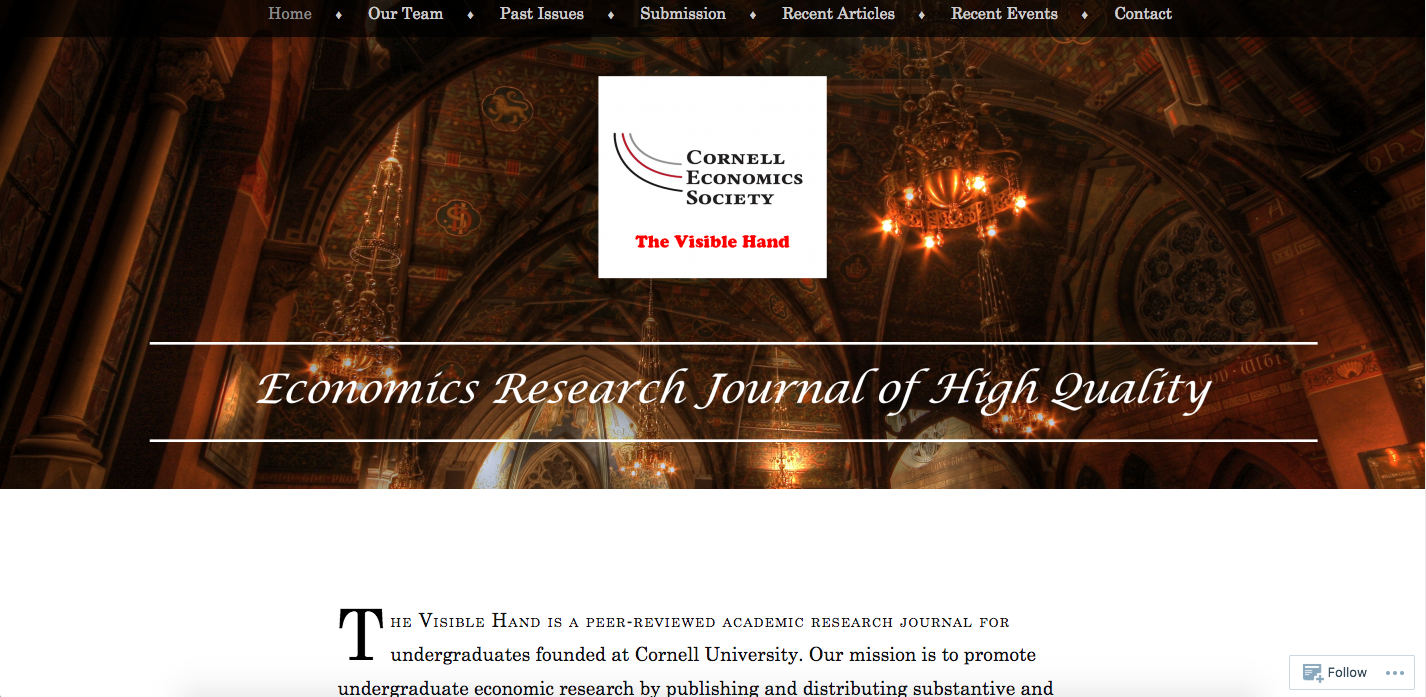 Home ♦ Our Team ♦ Past Issues ♦ Submission ♦ Recent Articles ♦ Recent Events ♦ Contact
CORNELL
ECONOMICS
SOCIETY
The Visible Hand
Economics Research Journal of High Quality
THE VISIBLE HAND IS A PEER-REVIEWED ACADEMIC RESEARCH JOURNAL FOR
undergraduates founded at Cornell University. Our mission is to promote
undergraduate economic research by publishing and distributing substantive and
Follow